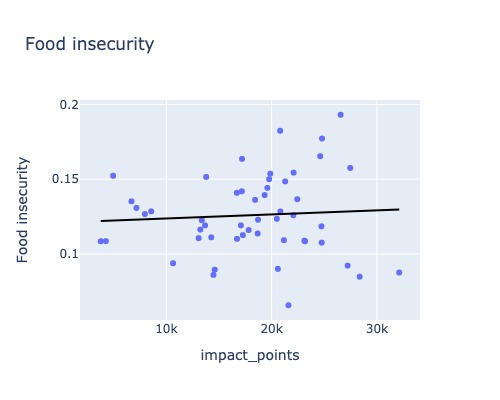 Food insecurity
0.2
0.15
0.1
Food insecurity
10k
20k
30k
impact_points